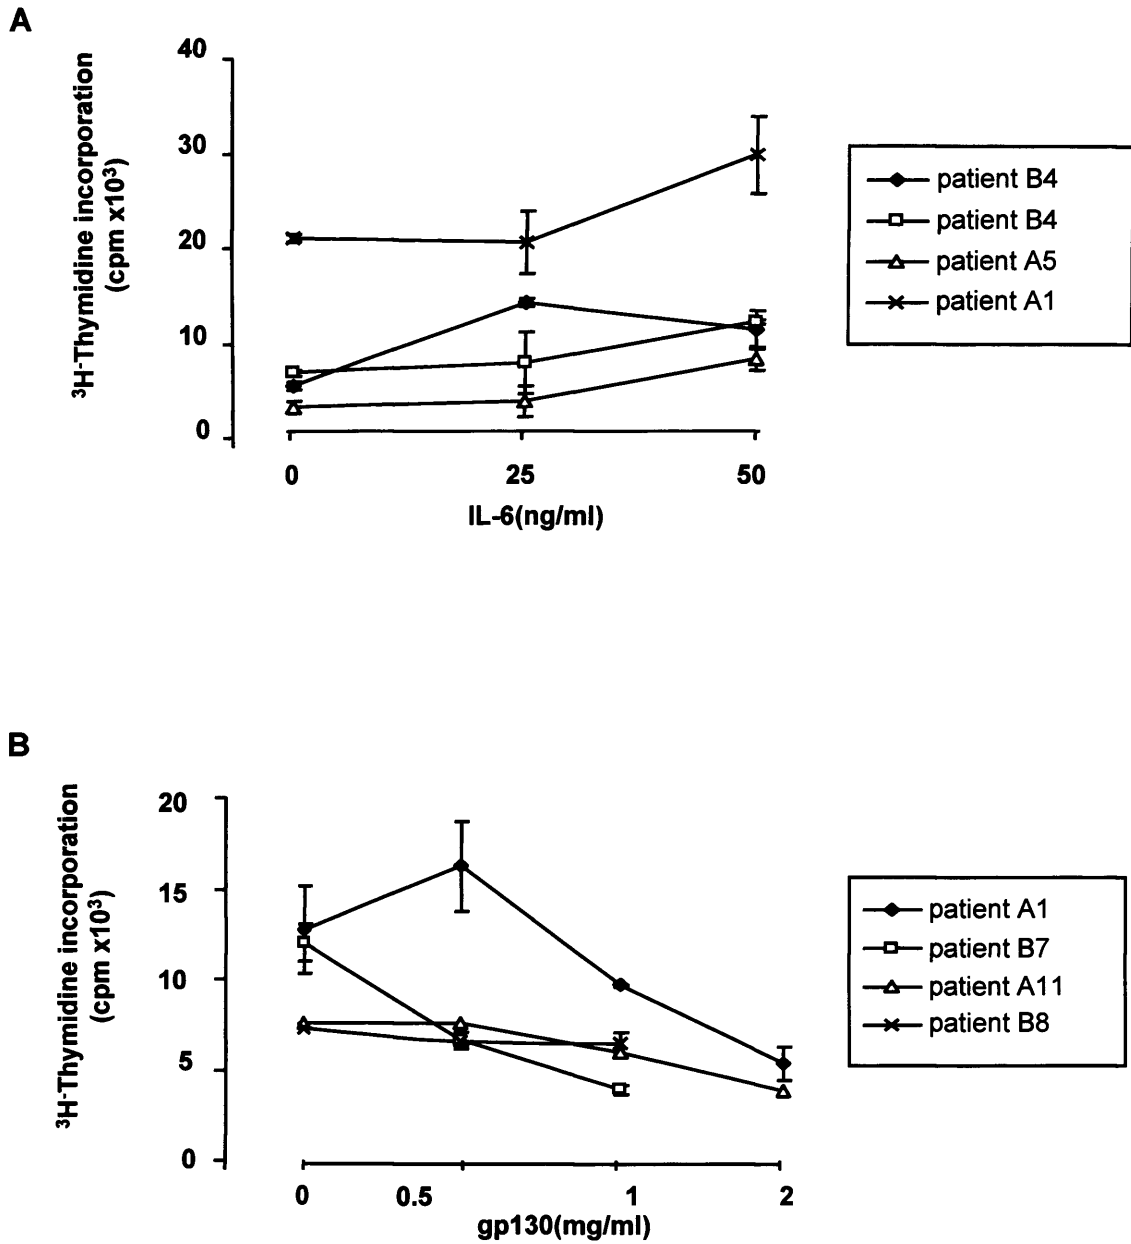 A
³H-Thymidine incorporation
(cpm x10³)
40
30
20
10
0
0 25 50
IL-6(ng/ml)
patient B4
patient B4
patient A5
patient A1
B
³H-Thymidine incorporation
(cpm x10³)
20
15
10
5
0
0 0.5 1 2
gp130(mg/ml)
patient A1
patient B7
patient A11
patient B8